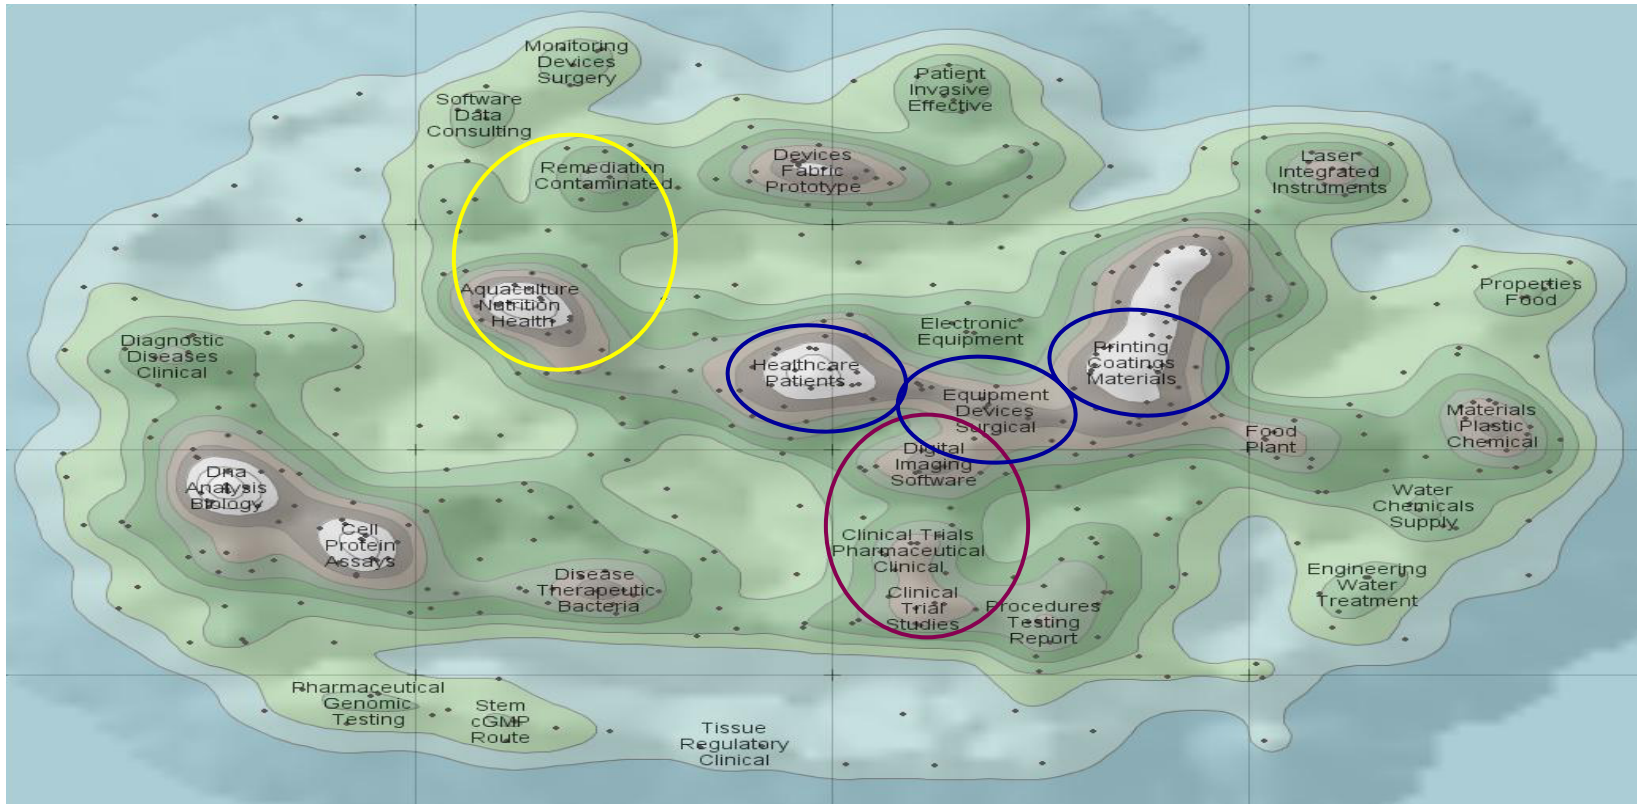 Monitoring
Devices
Surgery
Software
Data
Consulting
Patient
Invasive
Effective
Remediation
Contaminated
Devices
Fabric
Prototype
Laser
Integrated
Instruments
Aquaculture
Nutrition
Health
Properties
Food
Diagnostic
Diseases
Clinical
Electronic
Equipment
Healthcare
Patients
Printing
Coatings
Materials
Equipment
Devices
Surgical
Food
Plant
Materials
Plastic
Chemical
Digital
Imaging
Software
Dna
Analysis
Biology
Cell
Protein
Assays
Water
Chemicals
Supply
Clinical Trials
Pharmaceutical
Clinical
Disease
Therapeutic
Bacteria
Clinical
Trial
Studies
Procedures
Testing
Report
Engineering
Water
Treatment
Pharmaceutical
Genomic
Testing
Stem
cGMP
Route
Tissue
Regulatory
Clinical